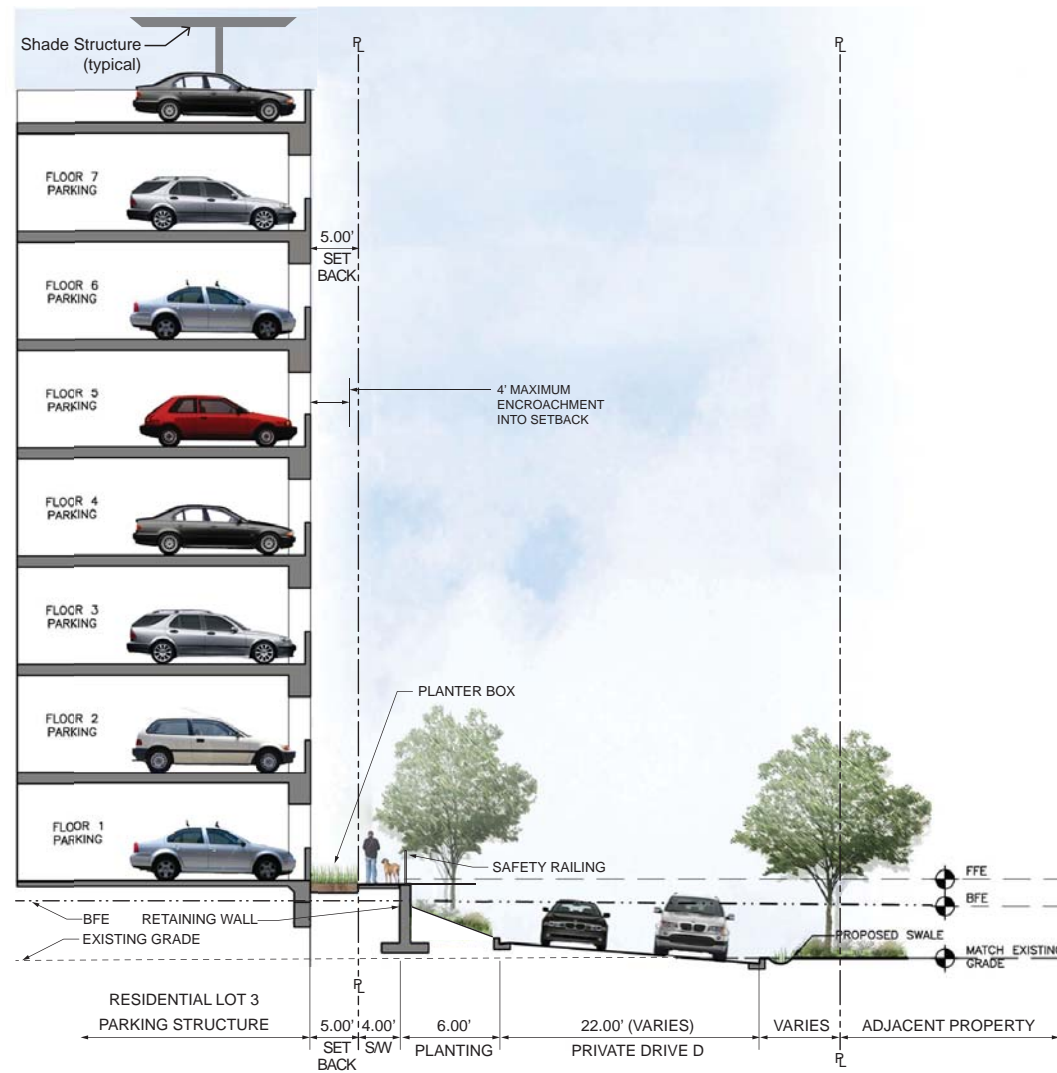 Shade Structure
(typical)
PL
PL
FLOOR 7
PARKING
5.00'
SET
BACK
FLOOR 6
PARKING
FLOOR 5
PARKING
4' MAXIMUM
ENCROACHMENT
INTO SETBACK
FLOOR 4
PARKING
FLOOR 3
PARKING
PLANTER BOX
FLOOR 2
PARKING
FLOOR 1
PARKING
SAFETY RAILING
FFE
BFE
BFE
RETAINING WALL
EXISTING GRADE
PROPOSED SWALE
MATCH EXISTING
GRADE
PL
RESIDENTIAL LOT 3
PARKING STRUCTURE
5.00'
SET
BACK
4.00'
S/W
6.00'
PLANTING
22.00' (VARIES)
PRIVATE DRIVE D
VARIES
ADJACENT PROPERTY
PL